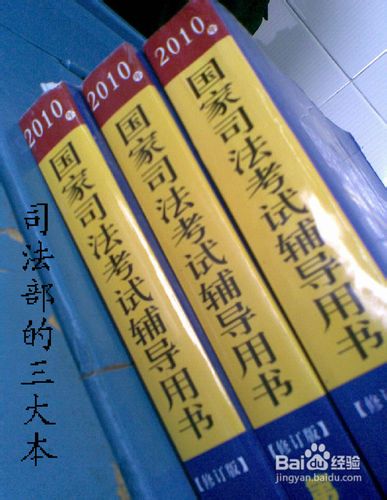 2010年
国家司法考试辅导用书
【修订版】
2010年
国家司法考试辅导用书
【修订版】
2010年
国家司法考试辅导用书
【修订
司法部的三大本
Baidu经验
jingyan.baidu.com